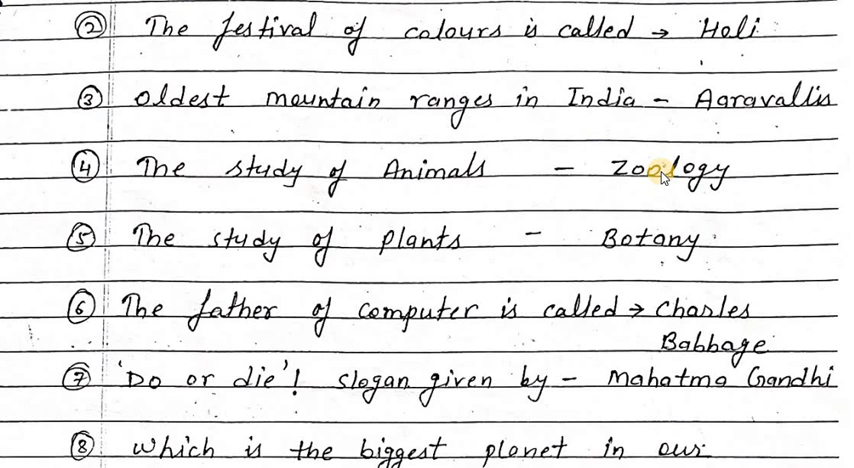 ② The festival of colours is called → Holi
③ Oldest mountain ranges in India - Aaravallis
④ The study of Animals - Zoology
⑤ The study of plants - Botany.
⑥ The father of computer is called → Charles
Babbage
⑦ 'Do or die'! slogan given by - Mahatma Gandhi
⑧ Which is the biggest planet in our